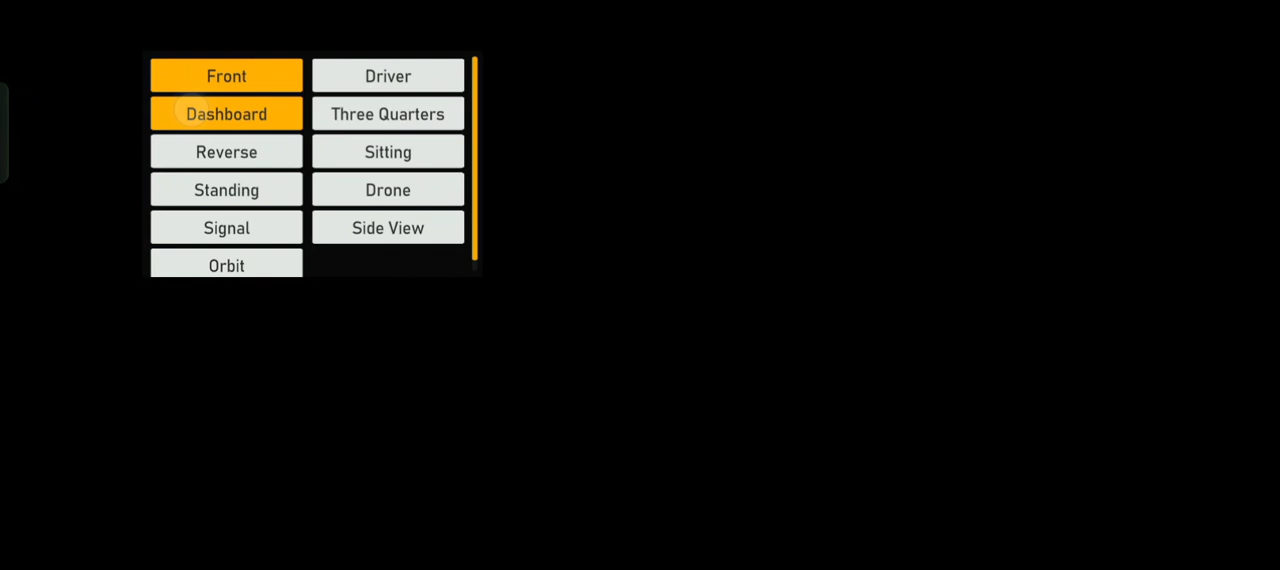 Front Driver
Dashboard Three Quarters
Reverse Sitting
Standing Drone
Signal Side View
Orbit